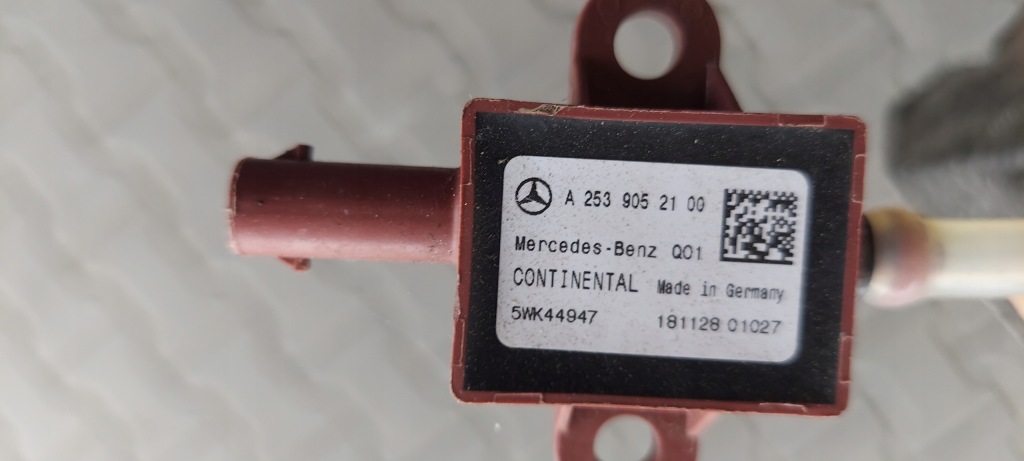 A 253 905 21 00
Mercedes-Benz Q01
CONTINENTAL Made in Germany
5WK44947 181128 01027